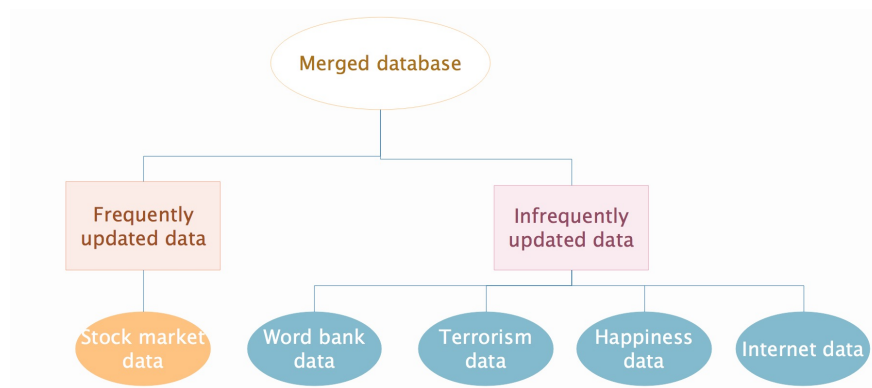 Merged database
Frequently
updated data
Infrequently
updated data
Stock market
data
Word bank
data
Terrorism
data
Happiness
data
Internet data